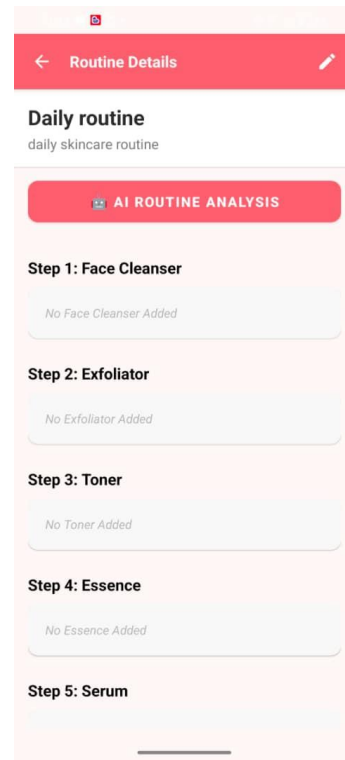 Routine Details
Daily routine
daily skincare routine
🤖 AI ROUTINE ANALYSIS
Step 1: Face Cleanser
No Face Cleanser Added
Step 2: Exfoliator
No Exfoliator Added
Step 3: Toner
No Toner Added
Step 4: Essence
No Essence Added
Step 5: Serum